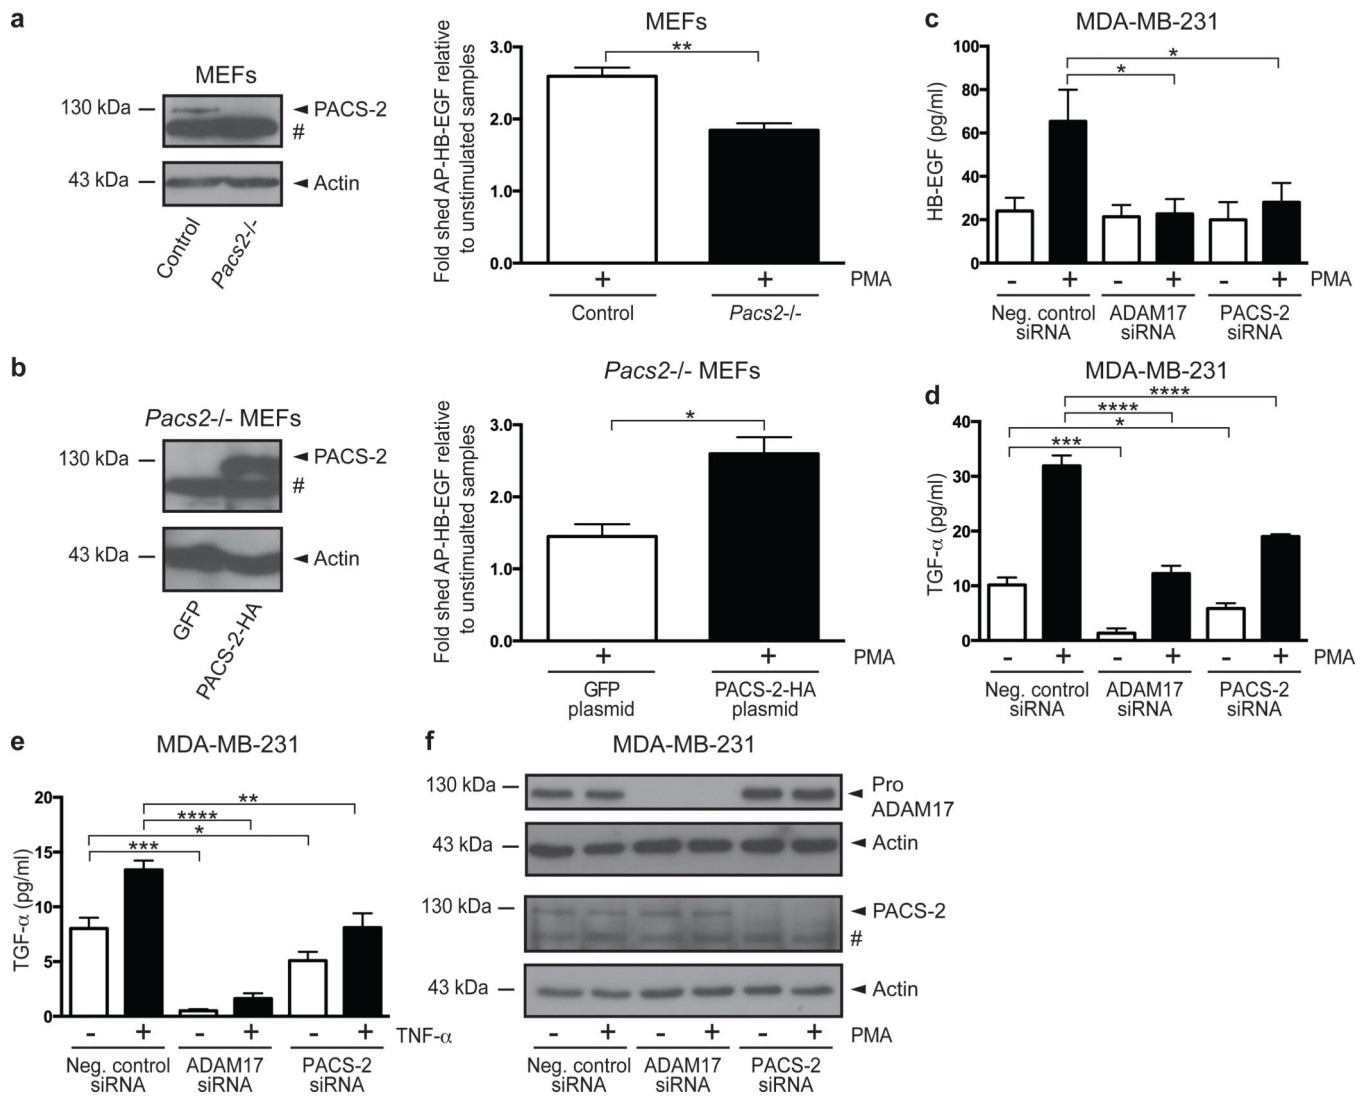 a
MEFs
130 kDa
PACS-2
#
43 kDa
Actin
Control
Pacs2-/-
MEFs
Fold shed AP-HB-EGF relative
to unstimulated samples
3.0
**
2.0
1.0
0.0
+ + PMA
Control Pacs2-/-
c
MDA-MB-231
HB-EGF (pg/ml)
100
*
*
80
60
40
20
0
- + - + - + PMA
Neg. control ADAM17 PACS-2
siRNA siRNA siRNA
b
Pacs2-/- MEFs
130 kDa
PACS-2
#
43 kDa
Actin
GFP
PACS-2-HA
Pacs2-/- MEFs
Fold shed AP-HB-EGF relative
to unstimualted samples
3.0
*
2.0
1.0
0.0
+ + PMA
GFP PACS-2-HA
plasmid plasmid
d
MDA-MB-231
TGF-α (pg/ml)
****
****
*
***
40
30
20
10
0
- + - + - + PMA
Neg. control ADAM17 PACS-2
siRNA siRNA siRNA
e
MDA-MB-231
TGF-α (pg/ml)
20
**
****
*
***
15
10
5
0
- + - + - + TNF-α
Neg. control ADAM17 PACS-2
siRNA siRNA siRNA
f
MDA-MB-231
130 kDa
Pro
ADAM17
43 kDa
Actin
130 kDa
PACS-2
#
43 kDa
Actin
- + - + - + PMA
Neg. control ADAM17 PACS-2
siRNA siRNA siRNA